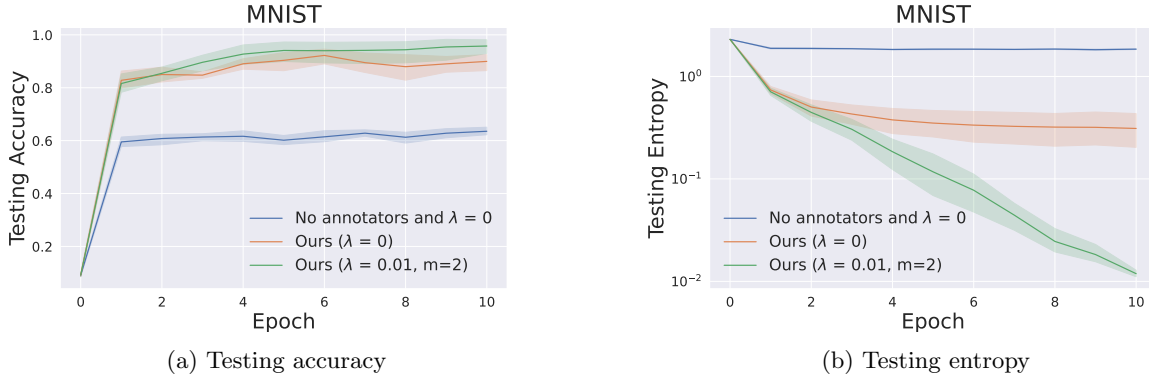 MNIST
Testing Accuracy
1.0
0.8
0.6
0.4
0.2
No annotators and λ = 0
Ours (λ = 0)
Ours (λ = 0.01, m=2)
0 2 4 6 8 10
Epoch
(a) Testing accuracy
MNIST
Testing Entropy
10⁰
10⁻¹
10⁻²
No annotators and λ = 0
Ours (λ = 0)
Ours (λ = 0.01, m=2)
0 2 4 6 8 10
Epoch
(b) Testing entropy